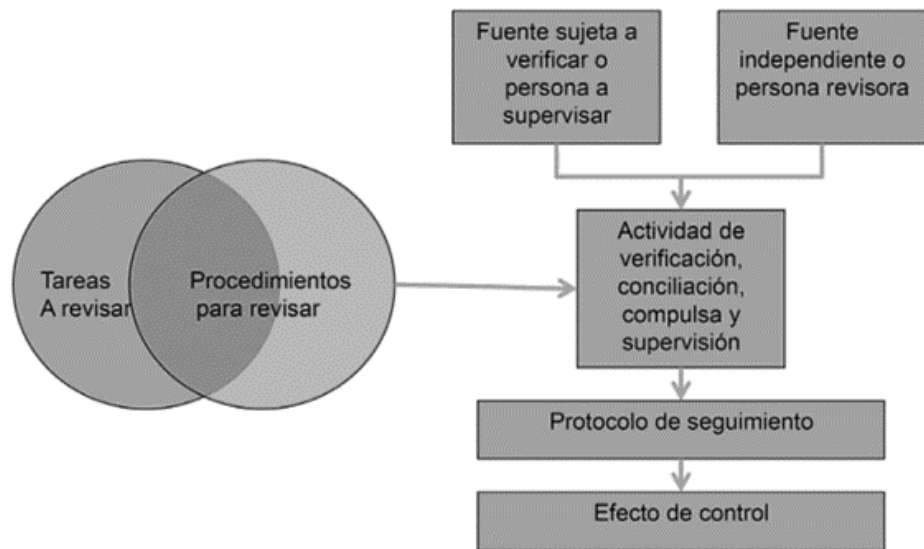 Fuente sujeta a
verificar o
persona a
supervisar
Fuente
independiente o
persona revisora
Tareas
A revisar
Procedimientos
para revisar
Actividad de
verificación,
conciliación,
compulsa y
supervisión
Protocolo de seguimiento
Efecto de control